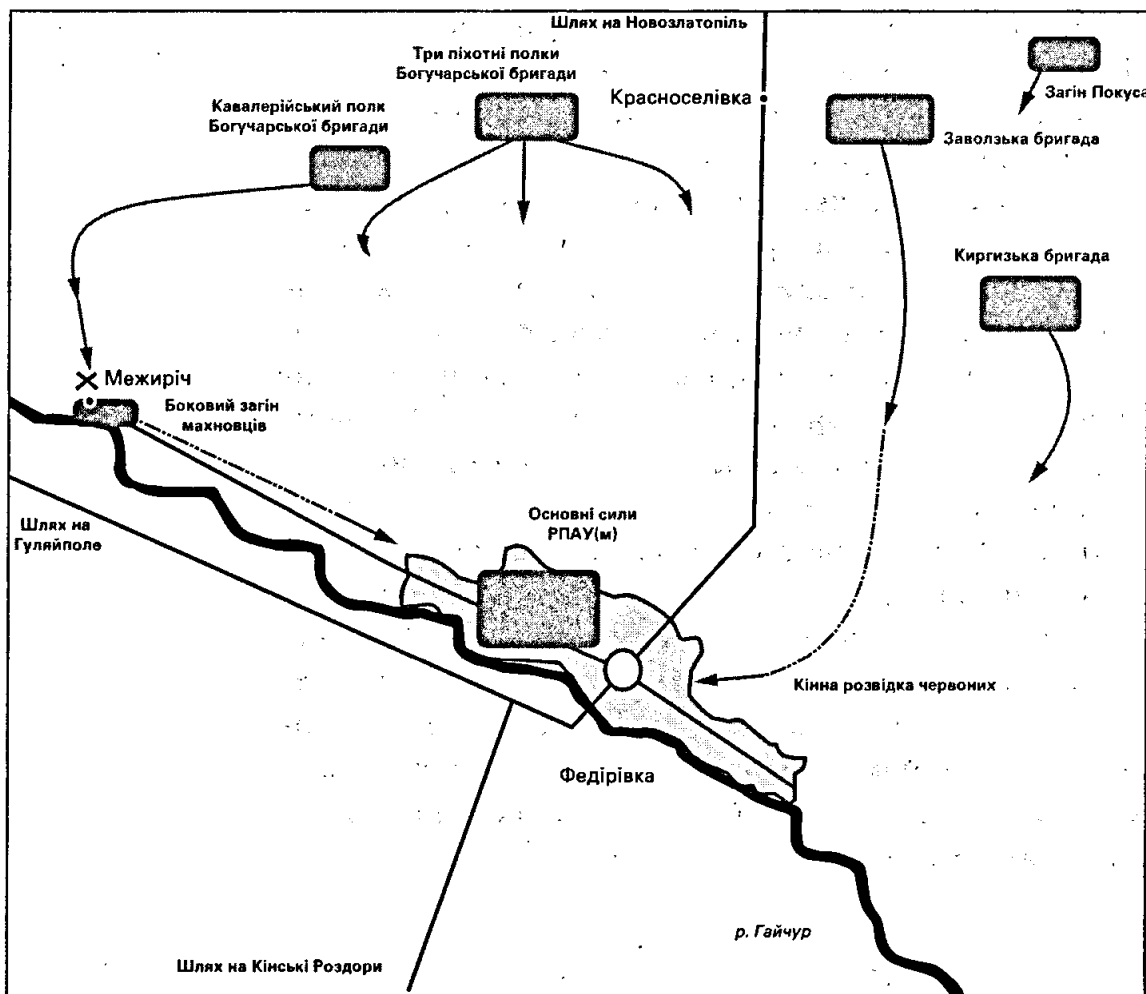 Шлях на Новозлатопіль
Три піхотні полки
Богучарської бригади
Загін Покуса
Красноселівка
Кавалерійський полк
Богучарської бригади
Заволзька бригада
Киргизька бригада
Межиріч
Боковий загін
махновців
Шлях на
Гуляйполе
Основні сили
РПАУ(м)
Кінна розвідка червоних
Федірівка
р. Гайчур
Шлях на Кінські Роздори